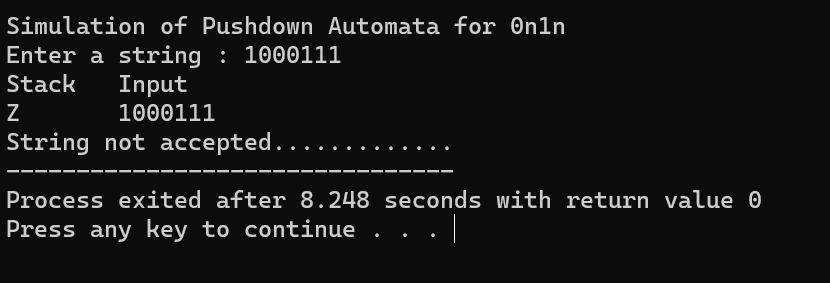 Simulation of Pushdown Automata for 0n1n
Enter a string : 1000111
Stack   Input
Z       1000111
String not accepted.............
--------------------------------
Process exited after 8.248 seconds with return value 0
Press any key to continue . . .